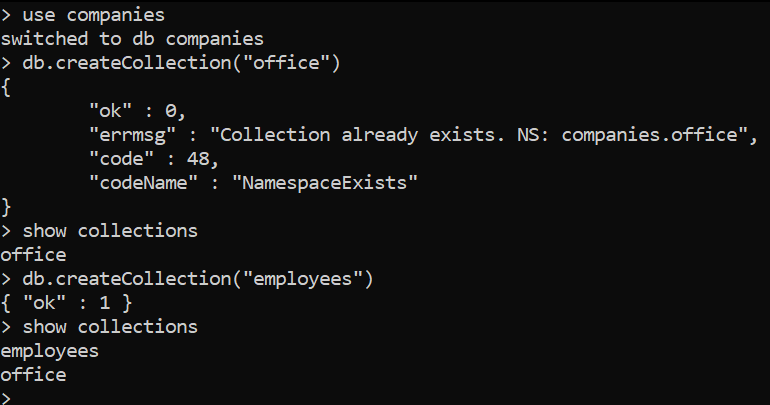 > use companies
switched to db companies
> db.createCollection("office")
{
        "ok" : 0,
        "errmsg" : "Collection already exists. NS: companies.office",
        "code" : 48,
        "codeName" : "NamespaceExists"
}
> show collections
office
> db.createCollection("employees")
{ "ok" : 1 }
> show collections
employees
office
>